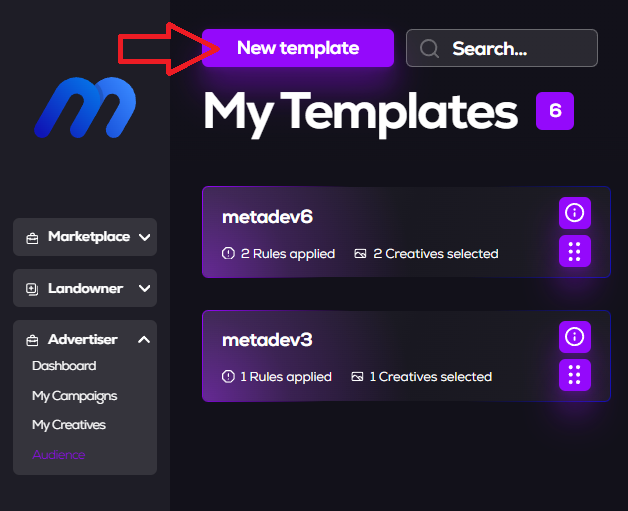 New template
Search...
My Templates
6
Marketplace
Landowner
Advertiser
Dashboard
My Campaigns
My Creatives
Audience
metadev6
2 Rules applied
2 Creatives selected
metadev3
1 Rules applied
1 Creatives selected